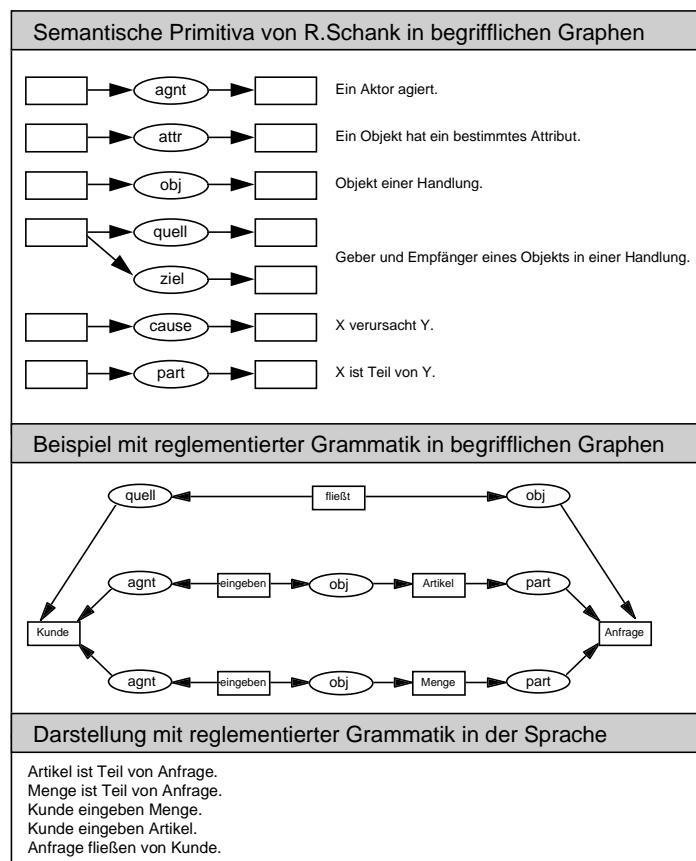 Semantische Primitiva von R.Schank in begrifflichen Graphen
agnt Ein Aktor agiert.
attr Ein Objekt hat ein bestimmtes Attribut.
obj Objekt einer Handlung.
quell
Geber und Empfänger eines Objekts in einer Handlung.
ziel
cause X verursacht Y.
part X ist Teil von Y.
Beispiel mit reglementierter Grammatik in begrifflichen Graphen
quell fließt obj
agnt eingeben obj Artikel part
Kunde Anfrage
agnt eingeben obj Menge part
Darstellung mit reglementierter Grammatik in der Sprache
Artikel ist Teil von Anfrage.
Menge ist Teil von Anfrage.
Kunde eingeben Menge.
Kunde eingeben Artikel.
Anfrage fließen von Kunde.